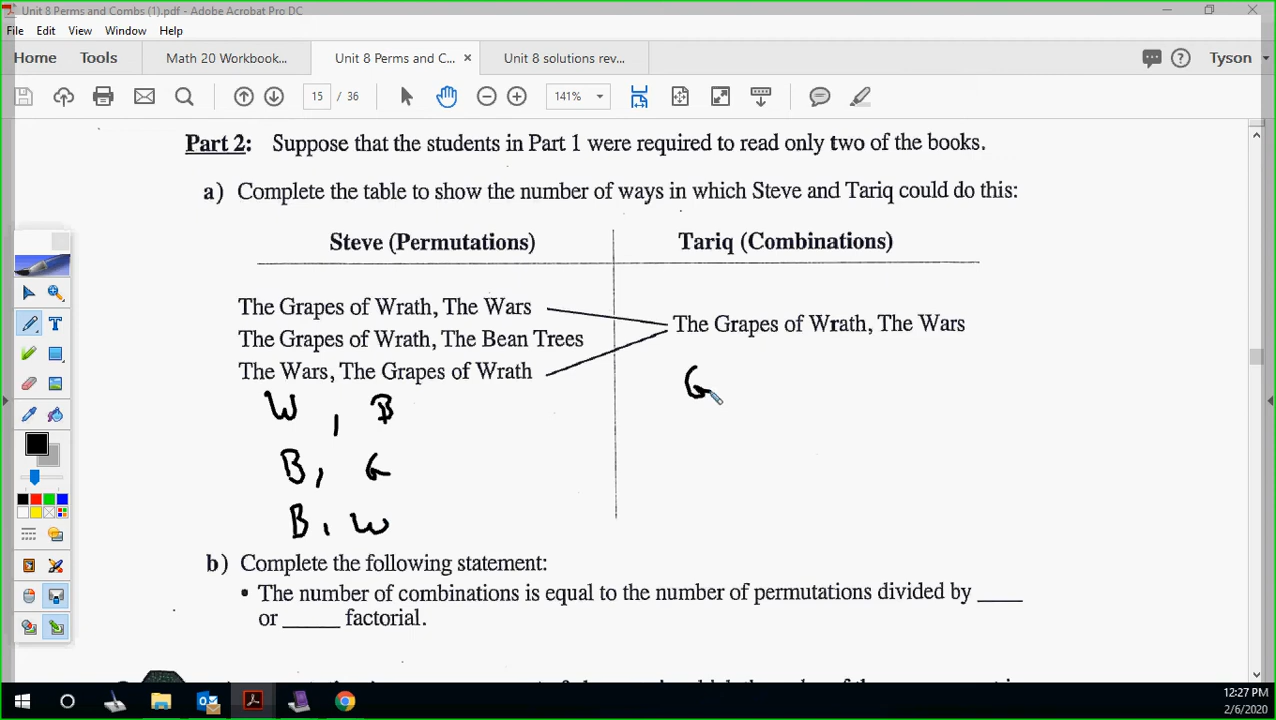 Unit 8 Perms and Combs (1).pdf - Adobe Acrobat Pro DC
File Edit View Window Help
Home Tools Math 20 Workbook... Unit 8 Perms and C... × Unit 8 solutions rev... Tyson
15 / 36 141%
Part 2: Suppose that the students in Part 1 were required to read only two of the books.
a) Complete the table to show the number of ways in which Steve and Tariq could do this:
Steve (Permutations) Tariq (Combinations)
The Grapes of Wrath, The Wars
The Grapes of Wrath, The Wars
The Grapes of Wrath, The Bean Trees
The Wars, The Grapes of Wrath
W , B
G
B, G
B, W
b) Complete the following statement:
• The number of combinations is equal to the number of permutations divided by ____
or _____ factorial.
12:27 PM
2/6/2020